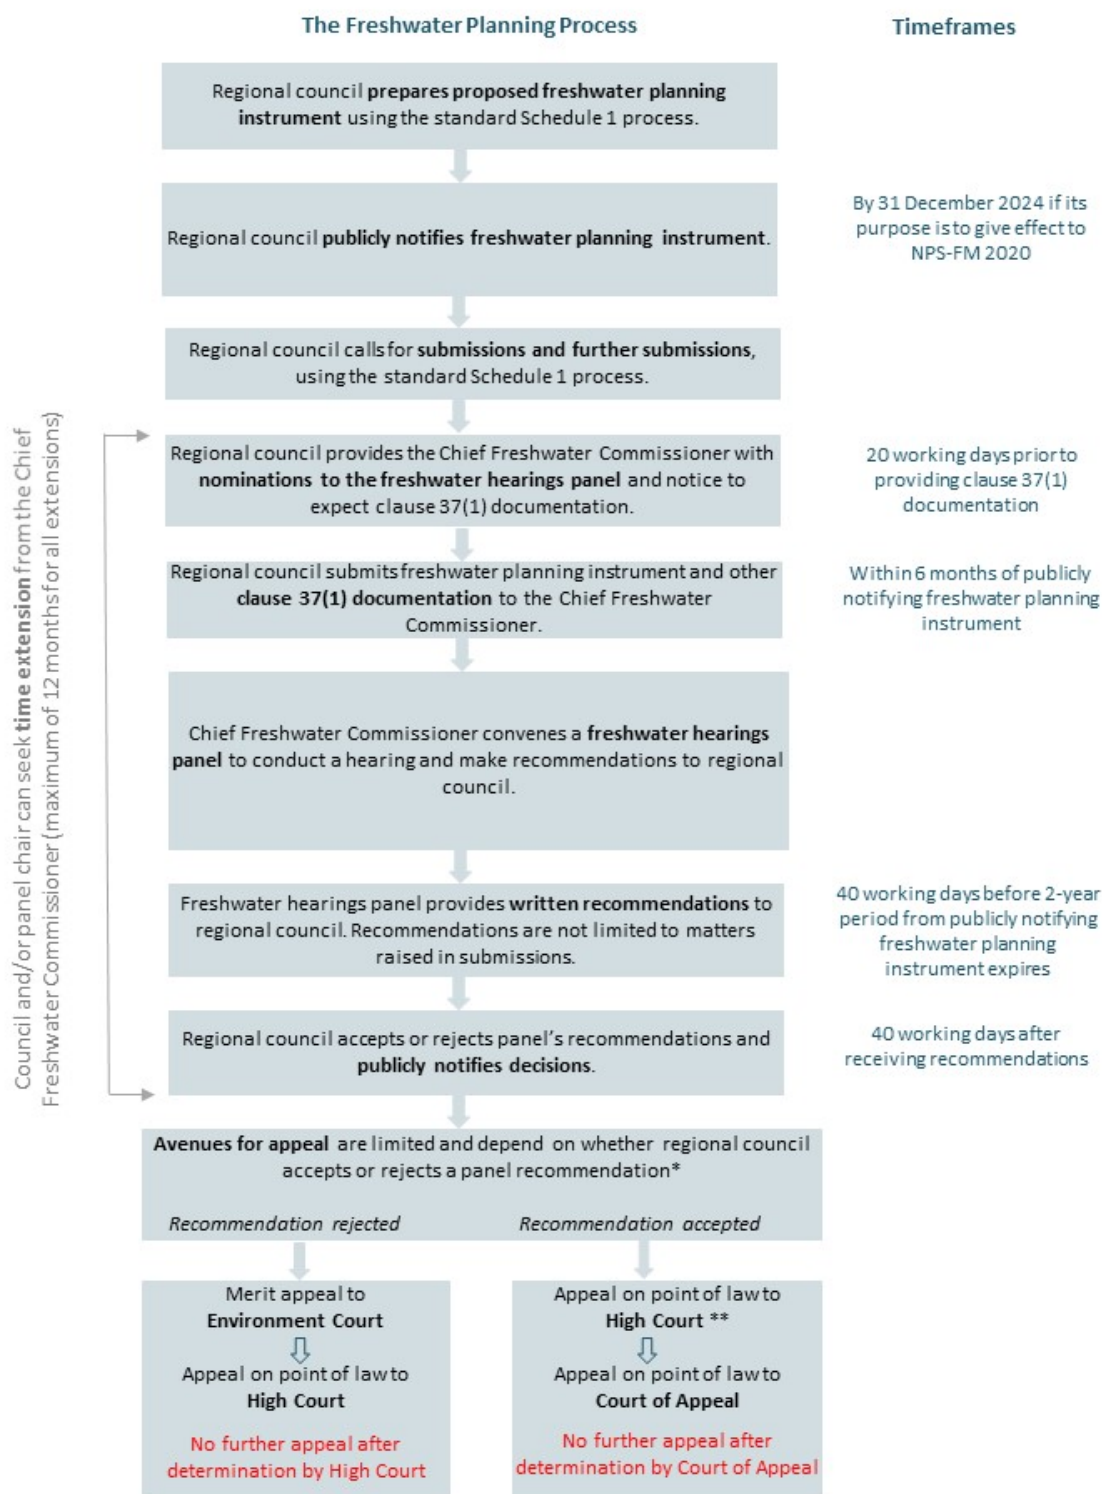 The Freshwater Planning Process
Timeframes
Regional council prepares proposed freshwater planning
instrument using the standard Schedule 1 process.
Regional council publicly notifies freshwater planning instrument.
By 31 December 2024 if its
purpose is to give effect to
NPS-FM 2020
Regional council calls for submissions and further submissions,
using the standard Schedule 1 process.
Council and/or panel chair can seek time extension from the Chief
Freshwater Commissioner (maximum of 12 months for all extensions)
Regional council provides the Chief Freshwater Commissioner with
nominations to the freshwater hearings panel and notice to
expect clause 37(1) documentation.
20 working days prior to
providing clause 37(1)
documentation
Regional council submits freshwater planning instrument and other
clause 37(1) documentation to the Chief Freshwater
Commissioner.
Within 6 months of publicly
notifying freshwater planning
instrument
Chief Freshwater Commissioner convenes a freshwater hearings
panel to conduct a hearing and make recommendations to regional
council.
Freshwater hearings panel provides written recommendations to
regional council. Recommendations are not limited to matters
raised in submissions.
40 working days before 2-year
period from publicly notifying
freshwater planning
instrument expires
Regional council accepts or rejects panel's recommendations and
publicly notifies decisions.
40 working days after
receiving recommendations
Avenues for appeal are limited and depend on whether regional council
accepts or rejects a panel recommendation*
Recommendation rejected
Recommendation accepted
Merit appeal to
Environment Court
Appeal on point of law to
High Court
No further appeal after
determination by High Court
Appeal on point of law to
High Court **
Appeal on point of law to
Court of Appeal
No further appeal after
determination by Court of Appeal